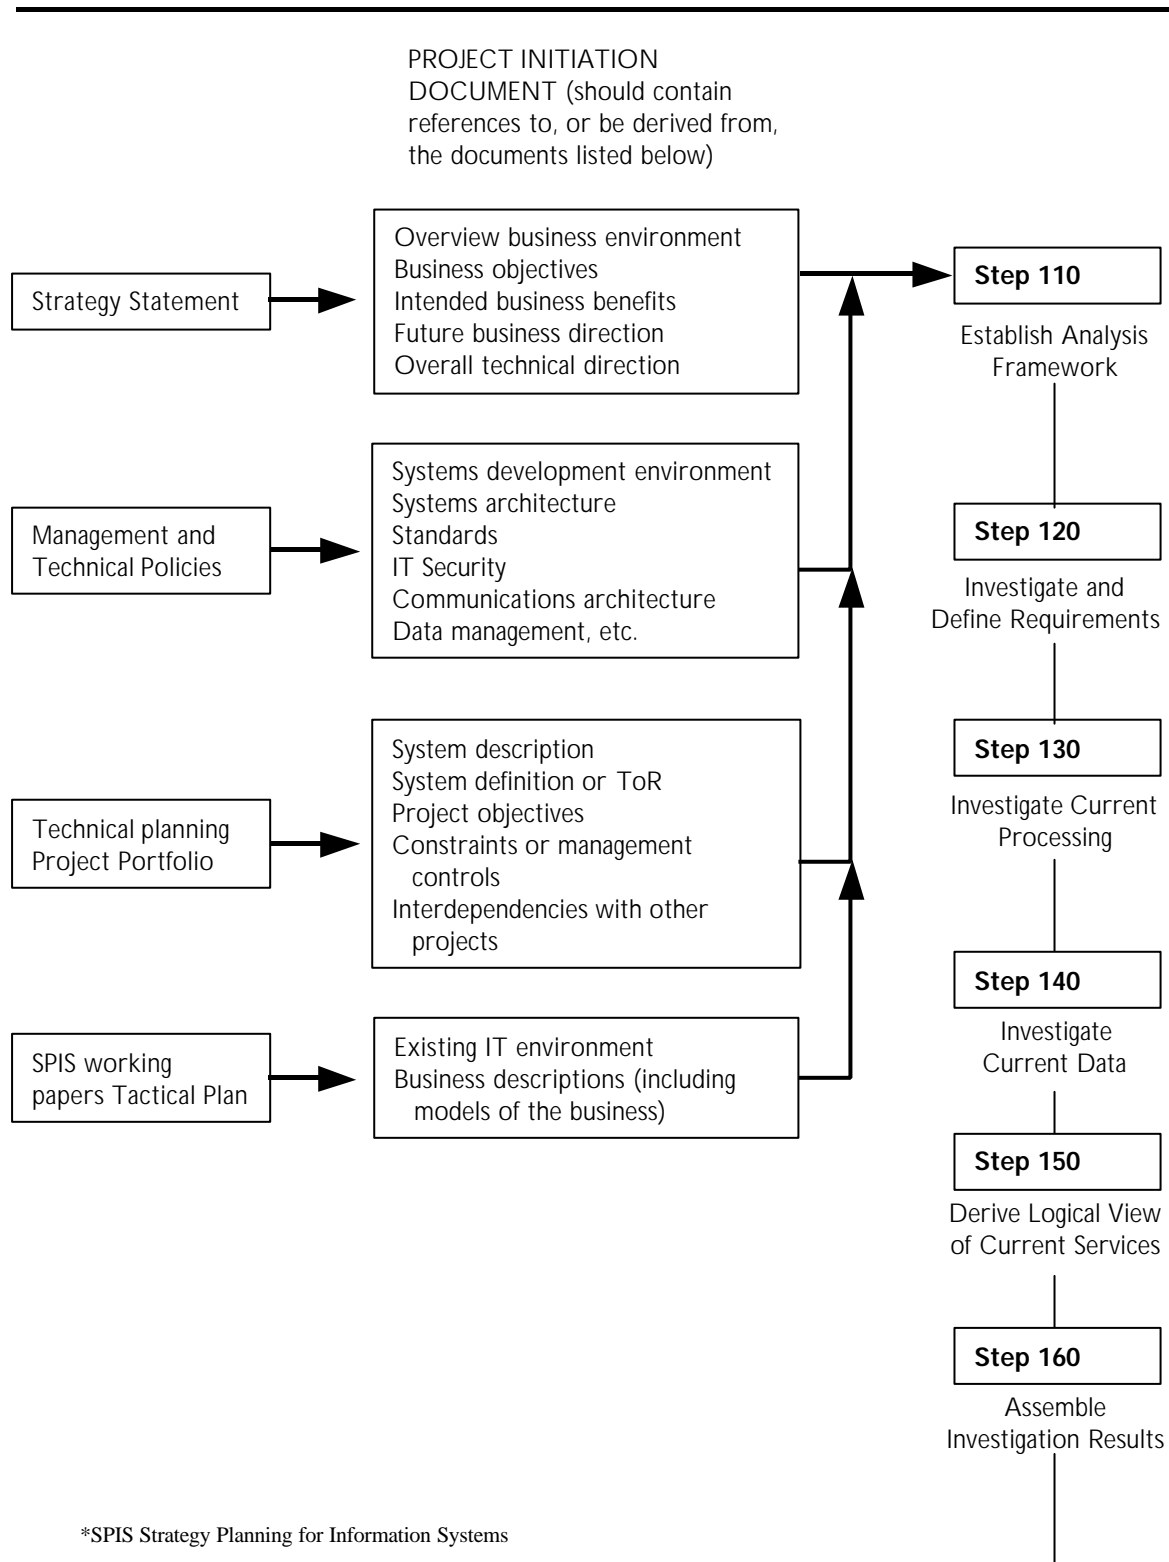 PROJECT INITIATION
DOCUMENT (should contain
references to, or be derived from,
the documents listed below)
Strategy Statement
Overview business environment
Business objectives
Intended business benefits
Future business direction
Overall technical direction
Step 110
Establish Analysis
Framework
Management and
Technical Policies
Systems development environment
Systems architecture
Standards
IT Security
Communications architecture
Data management, etc.
Step 120
Investigate and
Define Requirements
Technical planning
Project Portfolio
System description
System definition or ToR
Project objectives
Constraints or management
controls
Interdependencies with other
projects
Step 130
Investigate Current
Processing
Step 140
Investigate
Current Data
SPIS working
papers Tactical Plan
Existing IT environment
Business descriptions (including
models of the business)
Step 150
Derive Logical View
of Current Services
Step 160
Assemble
Investigation Results
*SPIS Strategy Planning for Information Systems